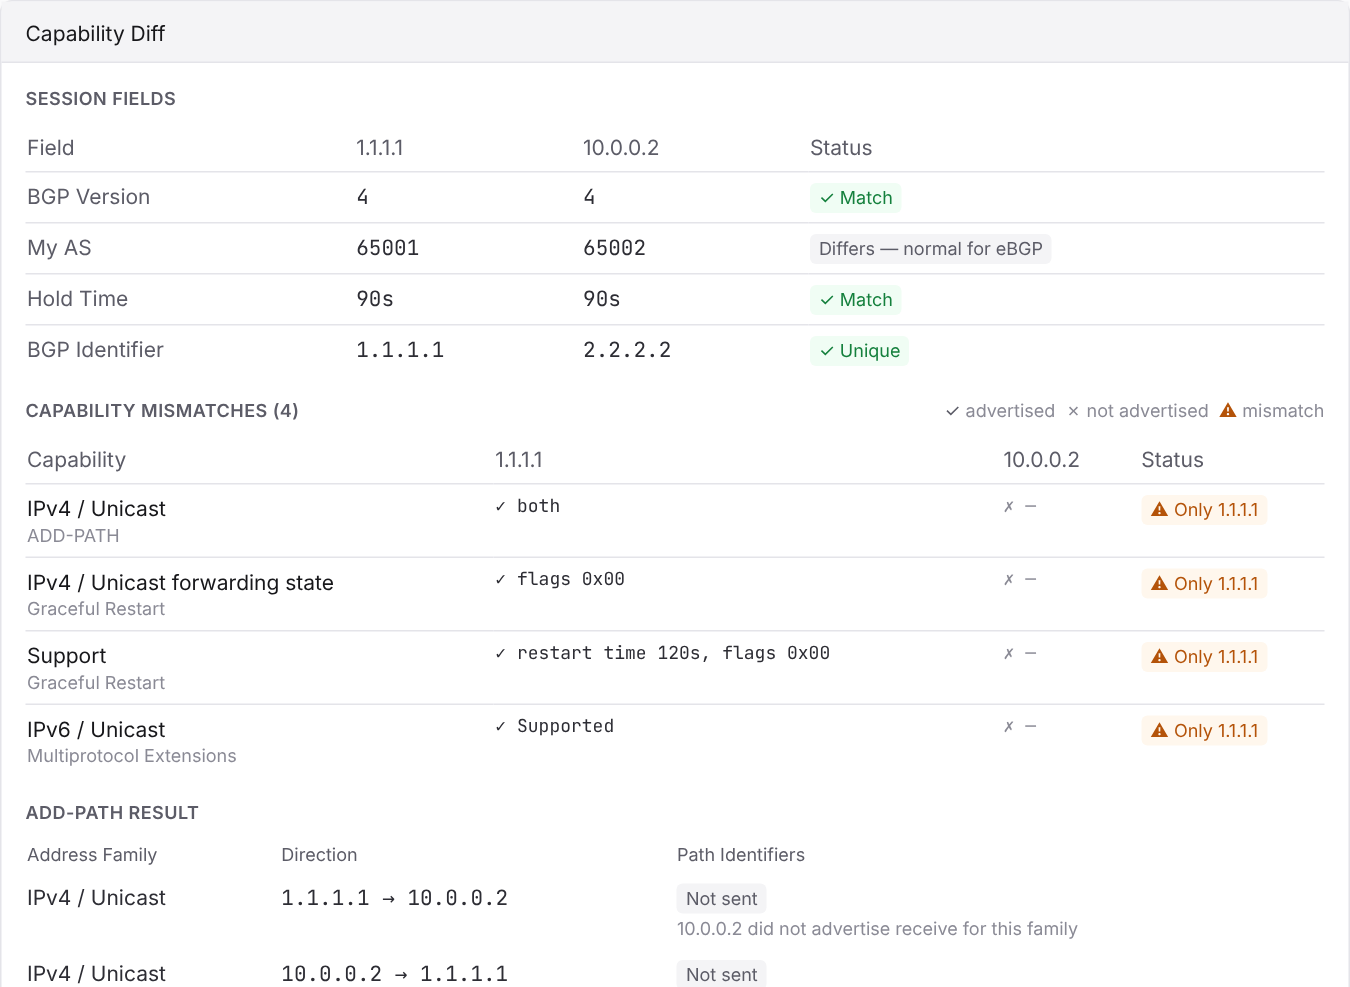 Capability Diff
SESSION FIELDS
Field 1.1.1.1 10.0.0.2 Status
BGP Version 4 4 ✓ Match
My AS 65001 65002 Differs — normal for eBGP
Hold Time 90s 90s ✓ Match
BGP Identifier 1.1.1.1 2.2.2.2 ✓ Unique
CAPABILITY MISMATCHES (4) ✓ advertised × not advertised ⚠ mismatch
Capability 1.1.1.1 10.0.0.2 Status
IPv4 / Unicast ✓ both ✗ — ⚠ Only 1.1.1.1
ADD-PATH
IPv4 / Unicast forwarding state ✓ flags 0x00 ✗ — ⚠ Only 1.1.1.1
Graceful Restart
Support ✓ restart time 120s, flags 0x00 ✗ — ⚠ Only 1.1.1.1
Graceful Restart
IPv6 / Unicast ✓ Supported ✗ — ⚠ Only 1.1.1.1
Multiprotocol Extensions
ADD-PATH RESULT
Address Family Direction Path Identifiers
IPv4 / Unicast 1.1.1.1 → 10.0.0.2 Not sent
10.0.0.2 did not advertise receive for this family
IPv4 / Unicast 10.0.0.2 → 1.1.1.1 Not sent